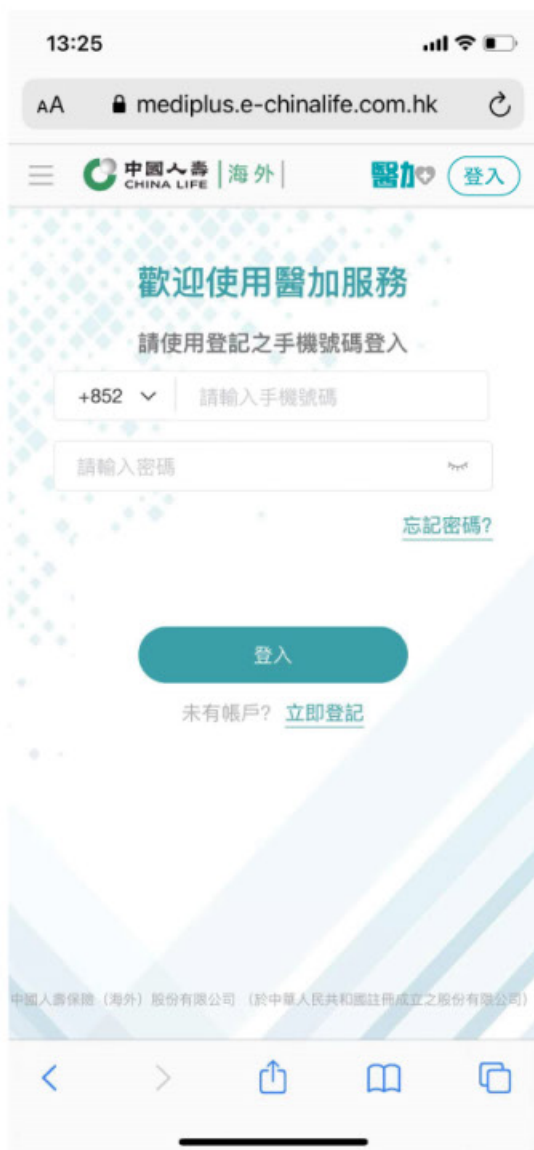 13:25
AA mediplus.e-chinalife.com.hk
中國人壽 CHINA LIFE 海外 醫加 登入
歡迎使用醫加服務
請使用登記之手機號碼登入
+852 請輸入手機號碼
請輸入密碼
忘記密碼?
登入
未有帳戶? 立即登記
中國人壽保險（海外）股份有限公司 （於中華人民共和國註冊成立之股份有限公司）